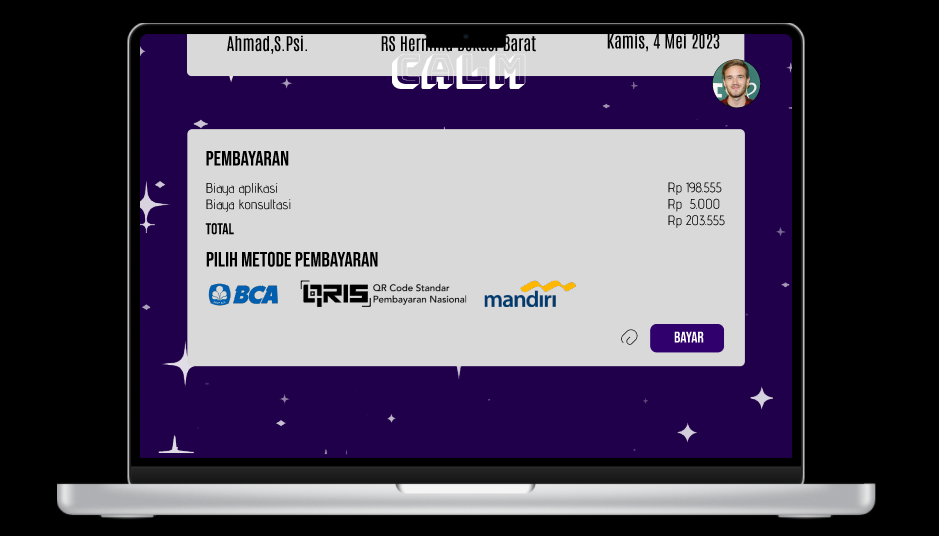 Ahmad,S.Psi. RS Hermina Bekasi Barat Kamis, 4 Mei 2023
CALM
PEMBAYARAN
Biaya aplikasi Rp 198.555
Biaya konsultasi Rp 5.000
TOTAL Rp 203.555
PILIH METODE PEMBAYARAN
BCA QRIS QR Code Standar
Pembayaran Nasional mandiri
BAYAR